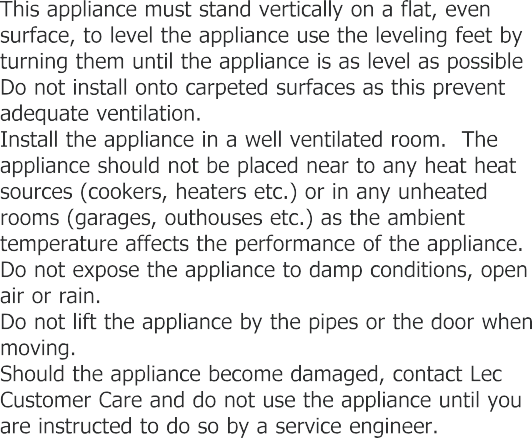 This appliance must stand vertically on a flat, even
surface, to level the appliance use the leveling feet by
turning them until the appliance is as level as possible
Do not install onto carpeted surfaces as this prevent
adequate ventilation.
Install the appliance in a well ventilated room.  The
appliance should not be placed near to any heat heat
sources (cookers, heaters etc.) or in any unheated
rooms (garages, outhouses etc.) as the ambient
temperature affects the performance of the appliance.
Do not expose the appliance to damp conditions, open
air or rain.
Do not lift the appliance by the pipes or the door when
moving.
Should the appliance become damaged, contact Lec
Customer Care and do not use the appliance until you
are instructed to do so by a service engineer.